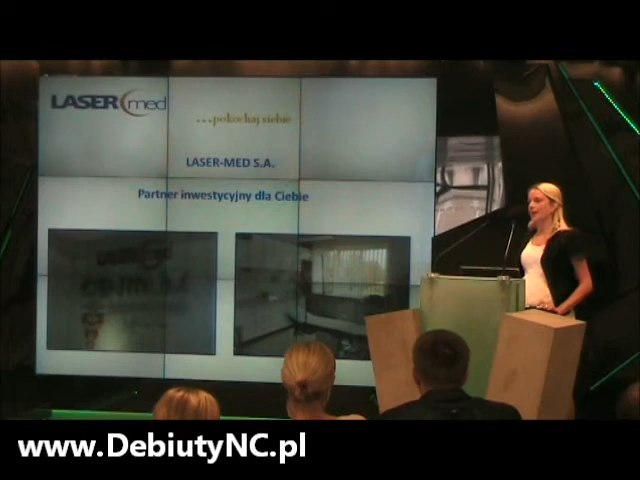 LASER med
...pokochaj siebie
LASER-MED S.A.
Partner inwestycyjny dla Ciebie
www.DebiutyNC.pl